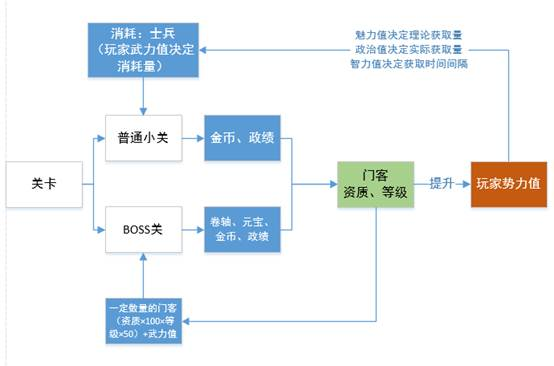 消耗：士兵
（玩家武力值决定
消耗量）
魅力值决定理论获取量
政治值决定实际获取量
智力值决定获取时间间隔
普通小关
金币、政绩
关卡
门客
资质、等级
提升
玩家势力值
BOSS关
卷轴、元宝、
金币、政绩
一定数量的门客
（资质×100×等
级×50）+武力值